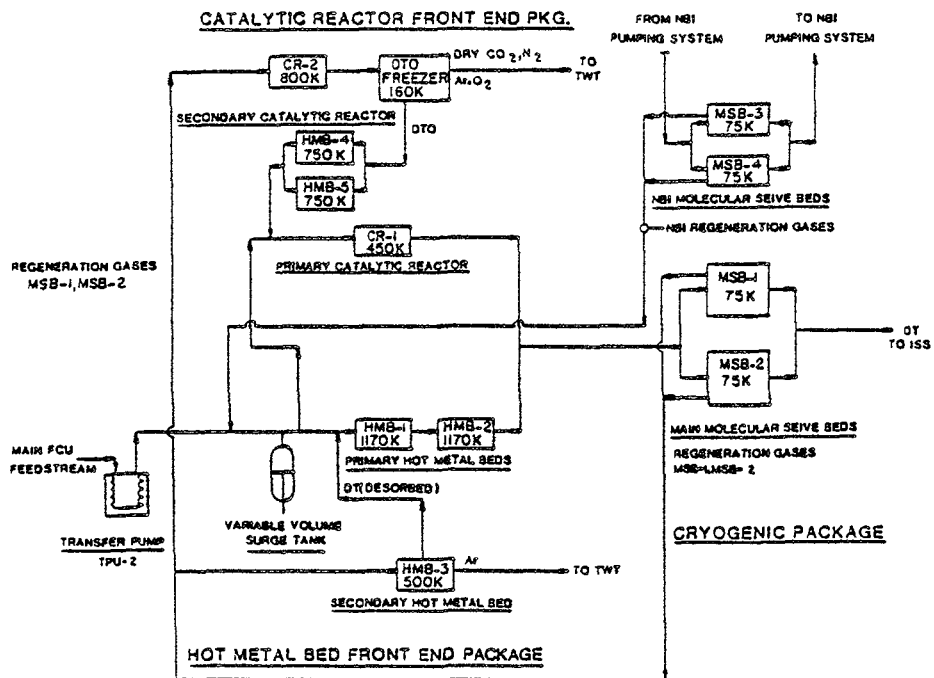 CATALYTIC REACTOR FRONT END PKG.
FROM NBI
PUMPING SYSTEM
TO NBI
PUMPING SYSTEM
CR-2
800K
DTO
FREEZER
160K
DRY CO2, N2
Ar, O2
TO
TWT
SECONDARY CATALYTIC REACTOR
DTO
HMB-4
750K
HMB-5
750K
MSB-3
75K
MSB-4
75K
NBI MOLECULAR SEIVE BEDS
NBI REGENERATION GASES
CR-1
450K
PRIMARY CATALYTIC REACTOR
REGENERATION GASES
MSB-1, MSB-2
MSB-1
75K
MSB-2
75K
DT
TO ISS
MAIN MOLECULAR SEIVE BEDS
REGENERATION GASES
MSB-1,MSB-2
HMB-1
1170K
HMB-2
1170K
PRIMARY HOT METAL BEDS
MAIN FCU
FEEDSTREAM
DT(DESORBED)
TRANSFER PUMP
TPU-2
VARIABLE VOLUME
SURGE TANK
HMB-3
500K
Ar
TO TWT
SECONDARY HOT METAL BED
CRYOGENIC PACKAGE
HOT METAL BED FRONT END PACKAGE